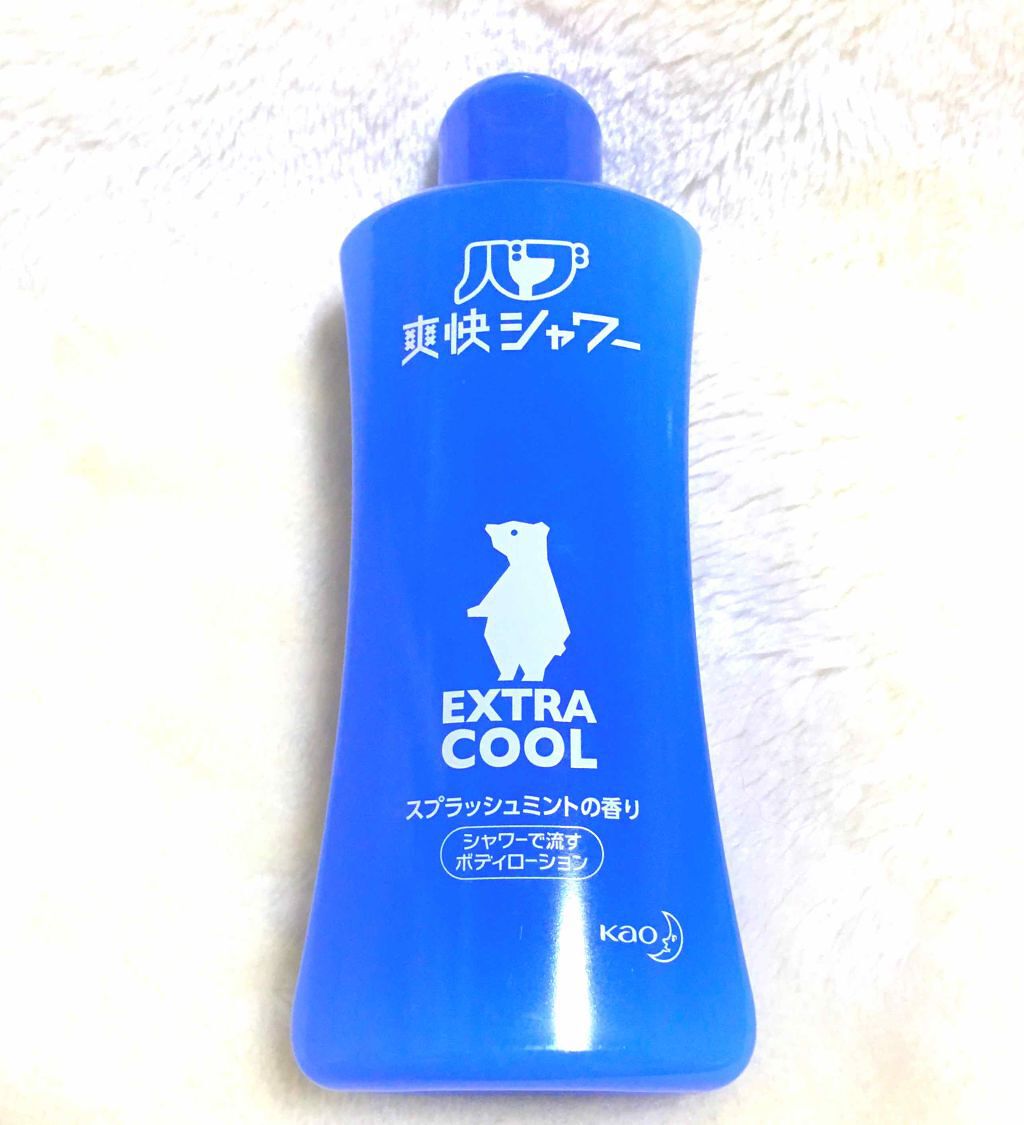 バブ
爽快シャワー
EXTRA
COOL
スプラッシュミントの香り
シャワーで流す
ボディローション
Kao